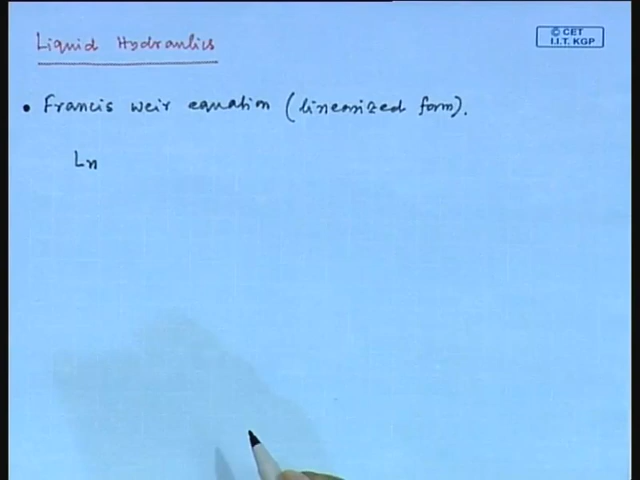 Liquid Hydraulics
© CET
I.I.T. KGP
• Francis weir equation (linearized form).
Ln